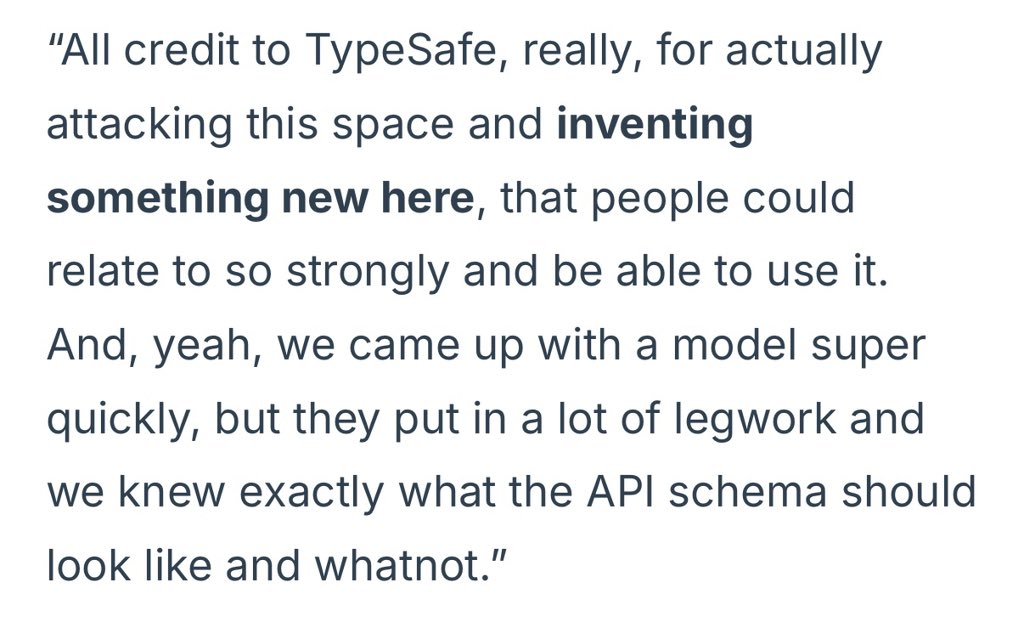 “All credit to TypeSafe, really, for actually
attacking this space and inventing
something new here, that people could
relate to so strongly and be able to use it.
And, yeah, we came up with a model super
quickly, but they put in a lot of legwork and
we knew exactly what the API schema should
look like and whatnot.”